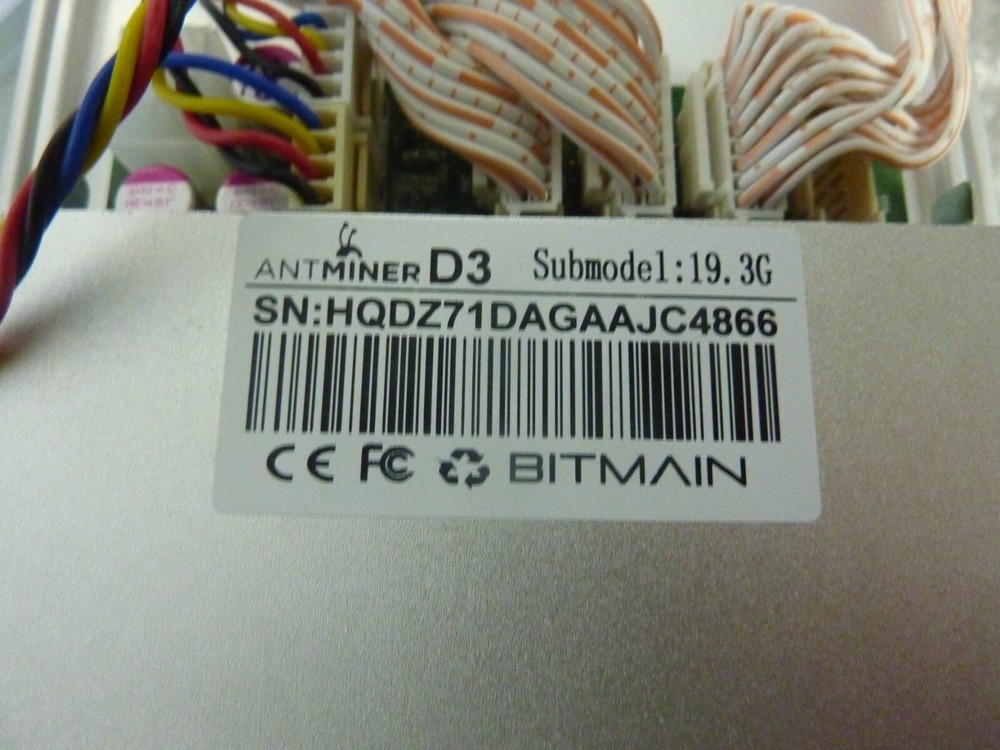 ANTMINER D3 Submodel:19.3G
SN:HQDZ71DAGAAJC4866
CE FC BITMAIN